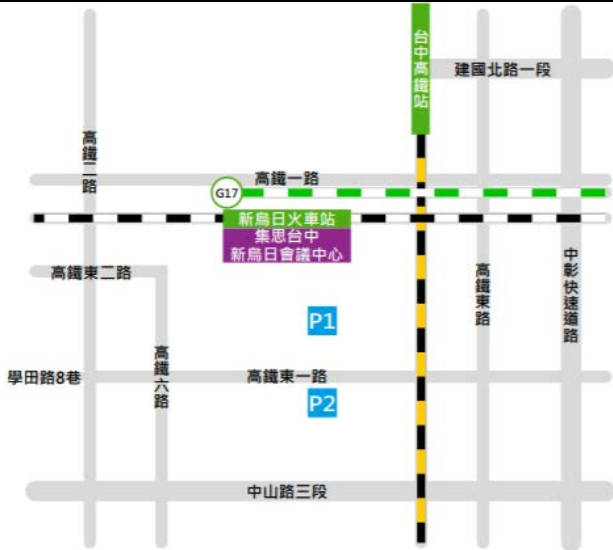 台中高鐵站
建國北路一段
高鐵二路
高鐵一路
G17
新烏日火車站
集思台中
新烏日會議中心
高鐵東二路
高鐵東路
中彰快速道路
P1
高鐵六路
學田路8巷
高鐵東一路
P2
中山路三段